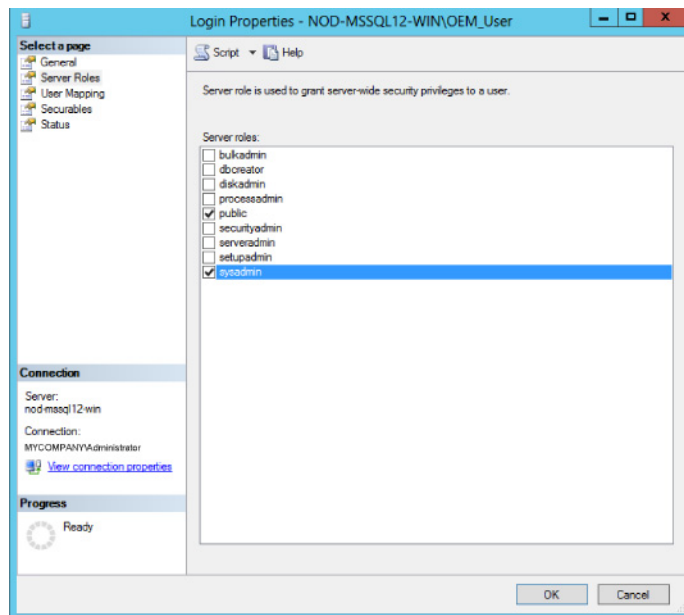 Login Properties - NOD-MSSQL12-WIN\OEM_User
Select a page
General
Server Roles
User Mapping
Securables
Status
Script
Help
Server role is used to grant server-wide security privileges to a user.
Server roles:
bulkadmin
dbcreator
diskadmin
processadmin
public
securityadmin
serveradmin
setupadmin
sysadmin
Connection
Server:
nod-mssql12-win
Connection:
MYCOMPANY\Administrator
View connection properties
Progress
Ready
OK
Cancel